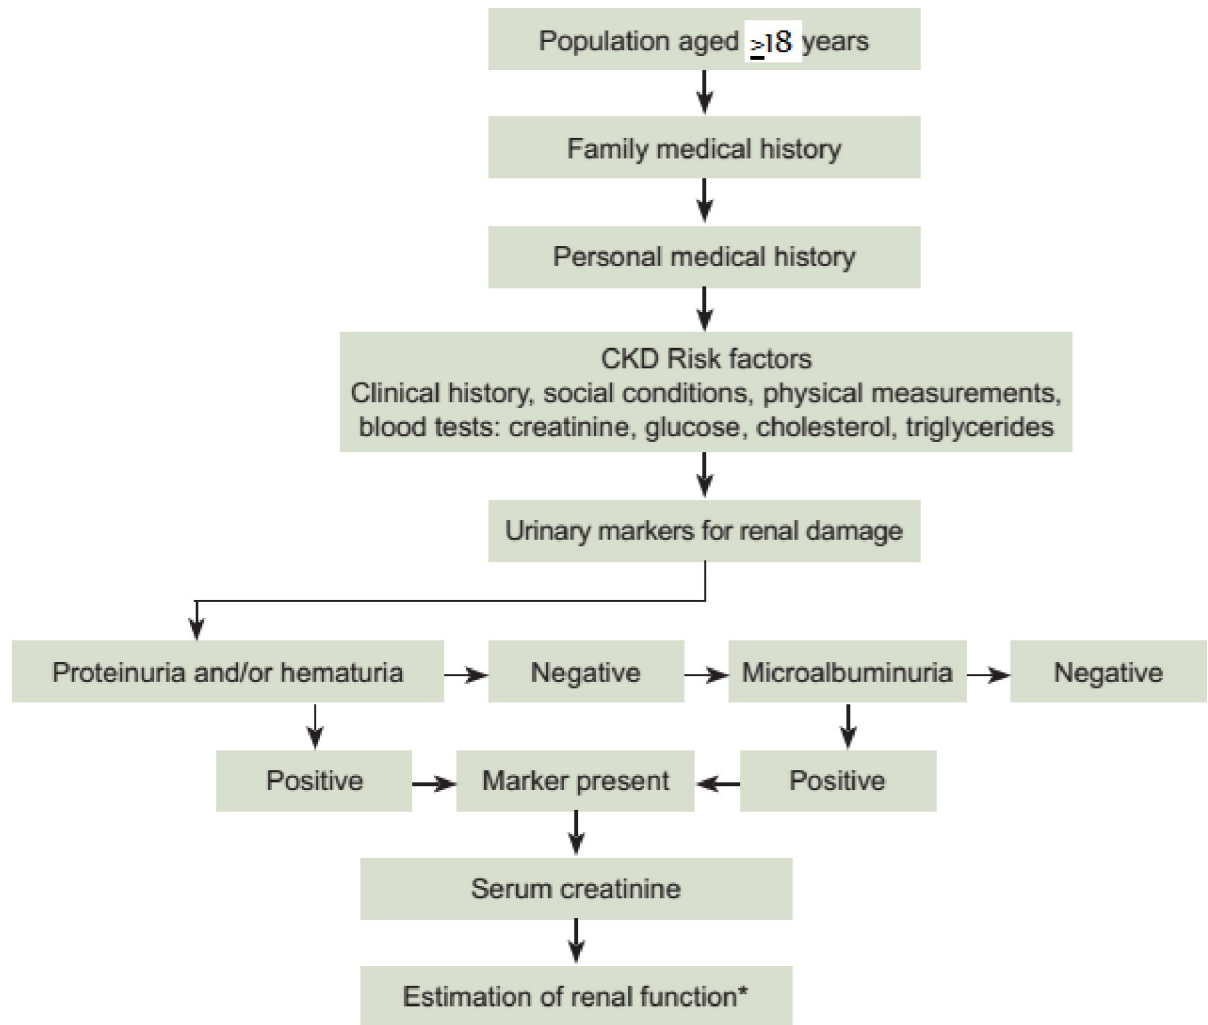 Population aged ≥18 years
Family medical history
Personal medical history
CKD Risk factors
Clinical history, social conditions, physical measurements,
blood tests: creatinine, glucose, cholesterol, triglycerides
Urinary markers for renal damage
Proteinuria and/or hematuria
Negative
Microalbuminuria
Negative
Positive
Marker present
Positive
Serum creatinine
Estimation of renal function*